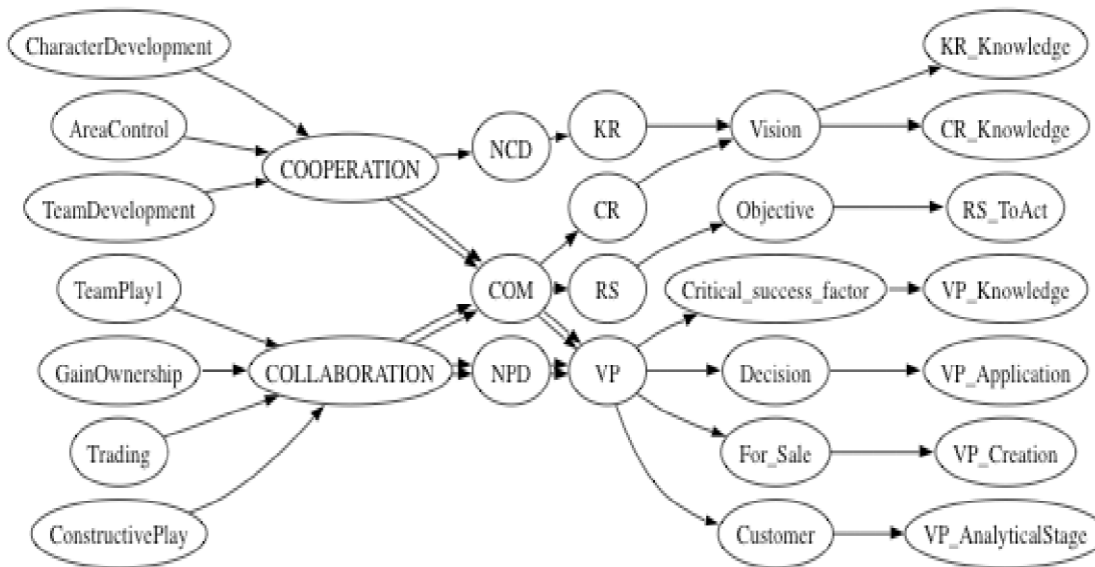 CharacterDevelopment
AreaControl
TeamDevelopment
TeamPlay1
GainOwnership
Trading
ConstructivePlay
COOPERATION
COLLABORATION
NCD
COM
NPD
KR
CR
RS
VP
Vision
Objective
Critical_success_factor
Decision
For_Sale
Customer
KR_Knowledge
CR_Knowledge
RS_ToAct
VP_Knowledge
VP_Application
VP_Creation
VP_AnalyticalStage